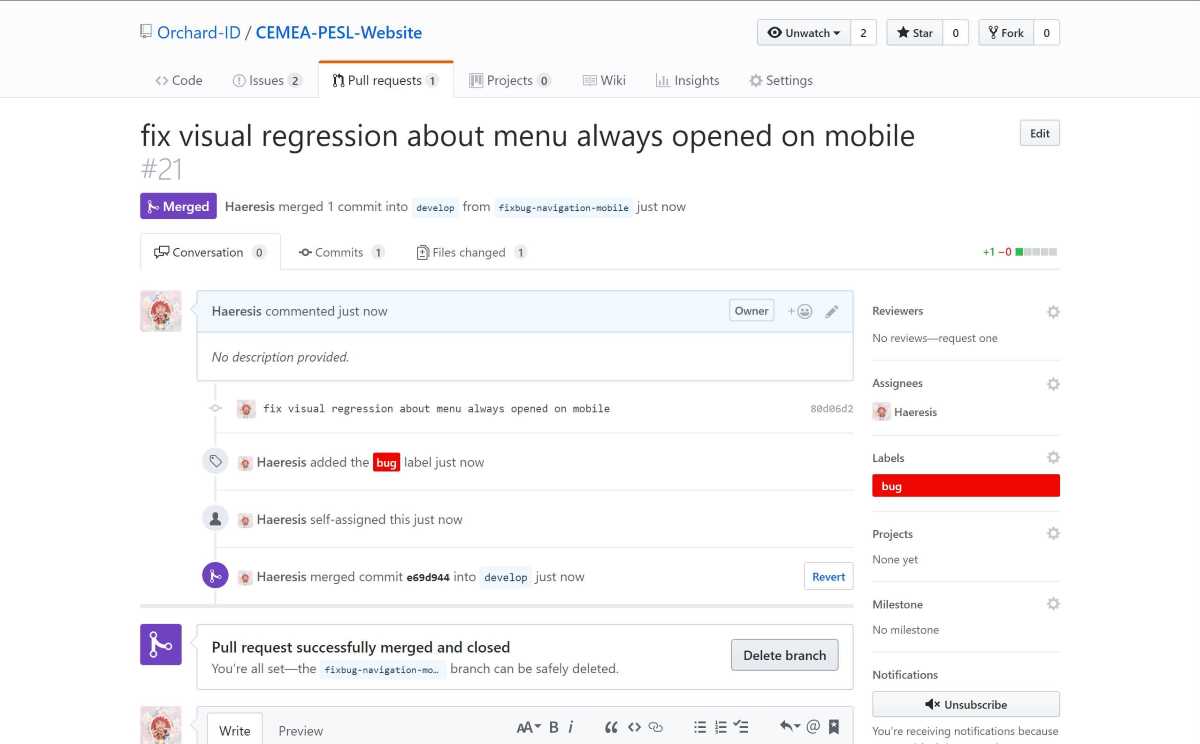 Orchard-ID / CEMEA-PESL-Website
Unwatch 2 Star 0 Fork 0
Code Issues 2 Pull requests 1 Projects 0 Wiki Insights Settings
fix visual regression about menu always opened on mobile
#21
Edit
Merged Haeresis merged 1 commit into develop from fixbug-navigation-mobile just now
Conversation 0 Commits 1 Files changed 1 +1 −0
Haeresis commented just now Owner +
No description provided.
fix visual regression about menu always opened on mobile 80d06d2
Haeresis added the bug label just now
Haeresis self-assigned this just now
Haeresis merged commit e69d944 into develop just now Revert
Pull request successfully merged and closed
You're all set—the fixbug-navigation-mo… branch can be safely deleted.
Delete branch
Write Preview AA B i “ <> @
Reviewers
No reviews—request one
Assignees
Haeresis
Labels
bug
Projects
None yet
Milestone
No milestone
Notifications
Unsubscribe
You're receiving notifications because